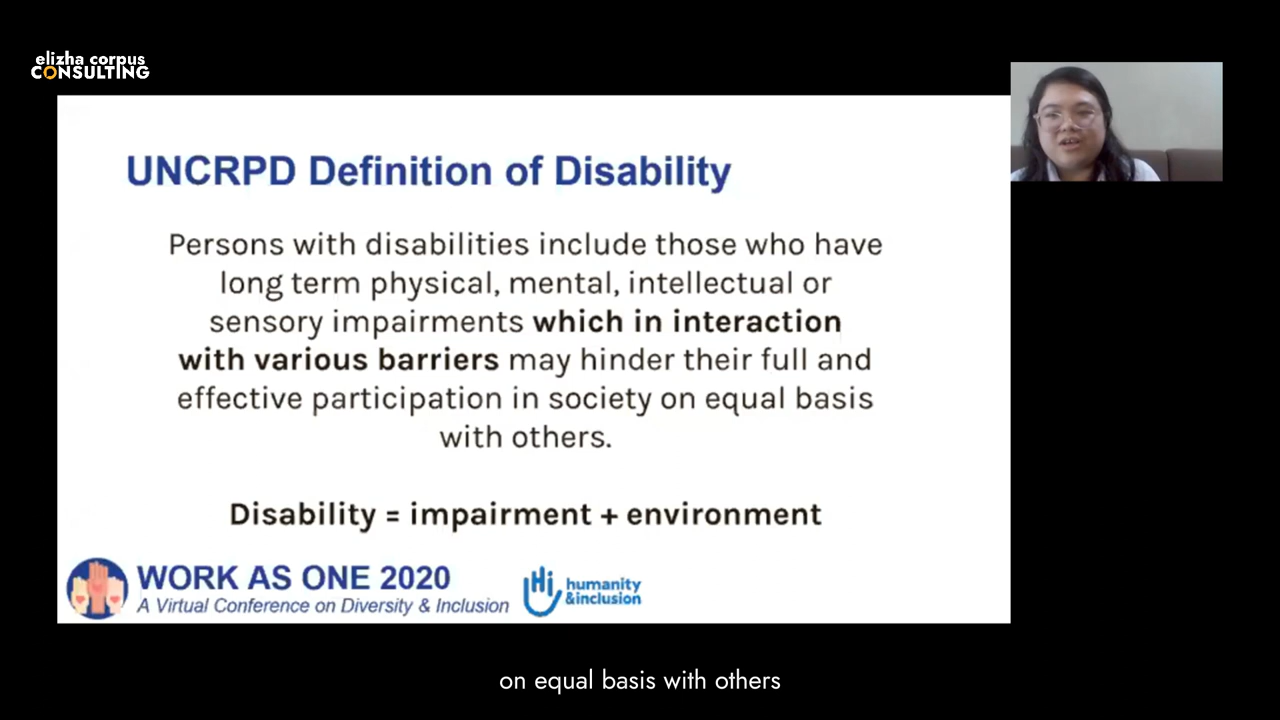 elizha corpus
CONSULTING
UNCRPD Definition of Disability
Persons with disabilities include those who have
long term physical, mental, intellectual or
sensory impairments which in interaction
with various barriers may hinder their full and
effective participation in society on equal basis
with others.
Disability = impairment + environment
WORK AS ONE 2020
A Virtual Conference on Diversity & Inclusion
Hi
humanity
&inclusion
on equal basis with others